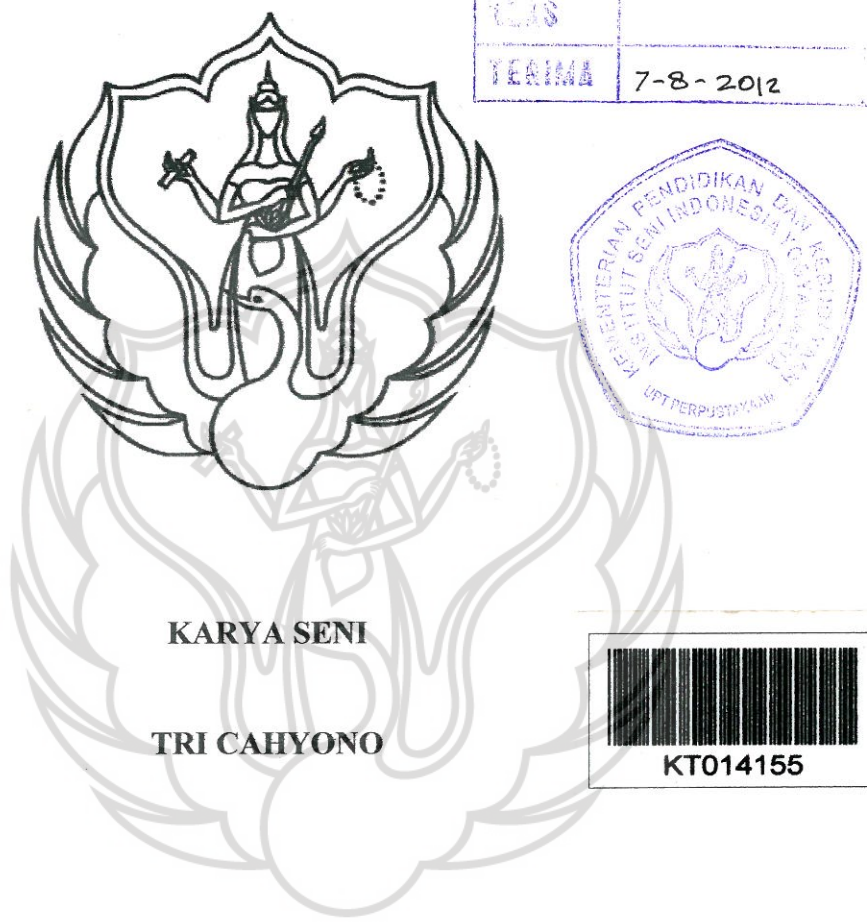 KLAS
TERIMA 7-8-2012
KEMENTERIAN PENDIDIKAN DAN KEBUDAYAAN
INSTITUT SENI INDONESIA YOGYAKARTA
UPT PERPUSTAKAAN
KARYA SENI
TRI CAHYONO
KT014155